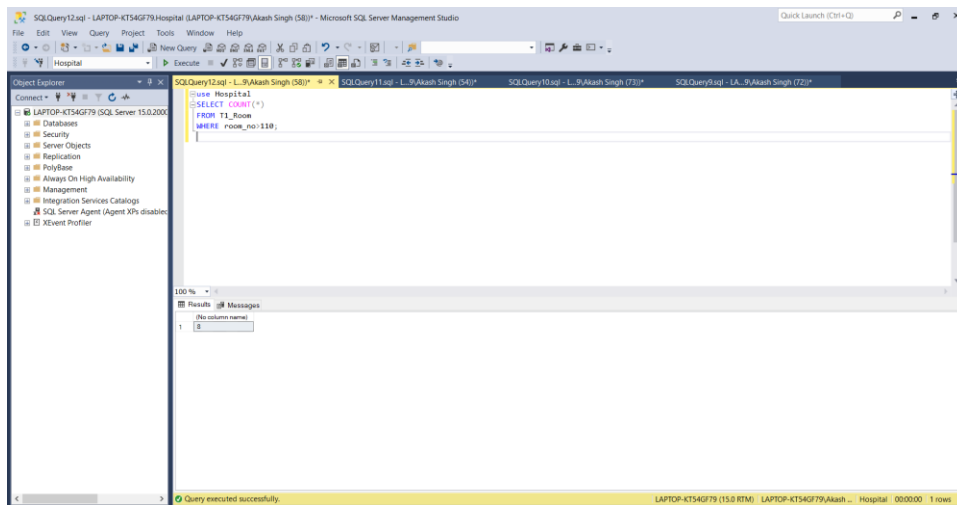 SQLQuery12.sql - LAPTOP-KT54GF79.Hospital (LAPTOP-KT54GF79\Akash Singh (58))* - Microsoft SQL Server Management Studio
Quick Launch (Ctrl+Q)
File Edit View Query Project Tools Window Help
New Query
Hospital
Execute
Object Explorer
SQLQuery12.sql - L...9\Akash Singh (58))*
SQLQuery11.sql - L...9\Akash Singh (54))*
SQLQuery10.sql - L...9\Akash Singh (73))*
SQLQuery9.sql - LA...9\Akash Singh (72))*
Connect
LAPTOP-KT54GF79 (SQL Server 15.0.2000
Databases
Security
Server Objects
Replication
PolyBase
Always On High Availability
Management
Integration Services Catalogs
SQL Server Agent (Agent XPs disabled
XEvent Profiler
use Hospital
SELECT COUNT(*)
FROM T1_Room
WHERE room_no>110;
100 %
Results Messages
(No column name)
1 8
Query executed successfully.
LAPTOP-KT54GF79 (15.0 RTM) LAPTOP-KT54GF79\Akash ... Hospital 00:00:00 1 rows